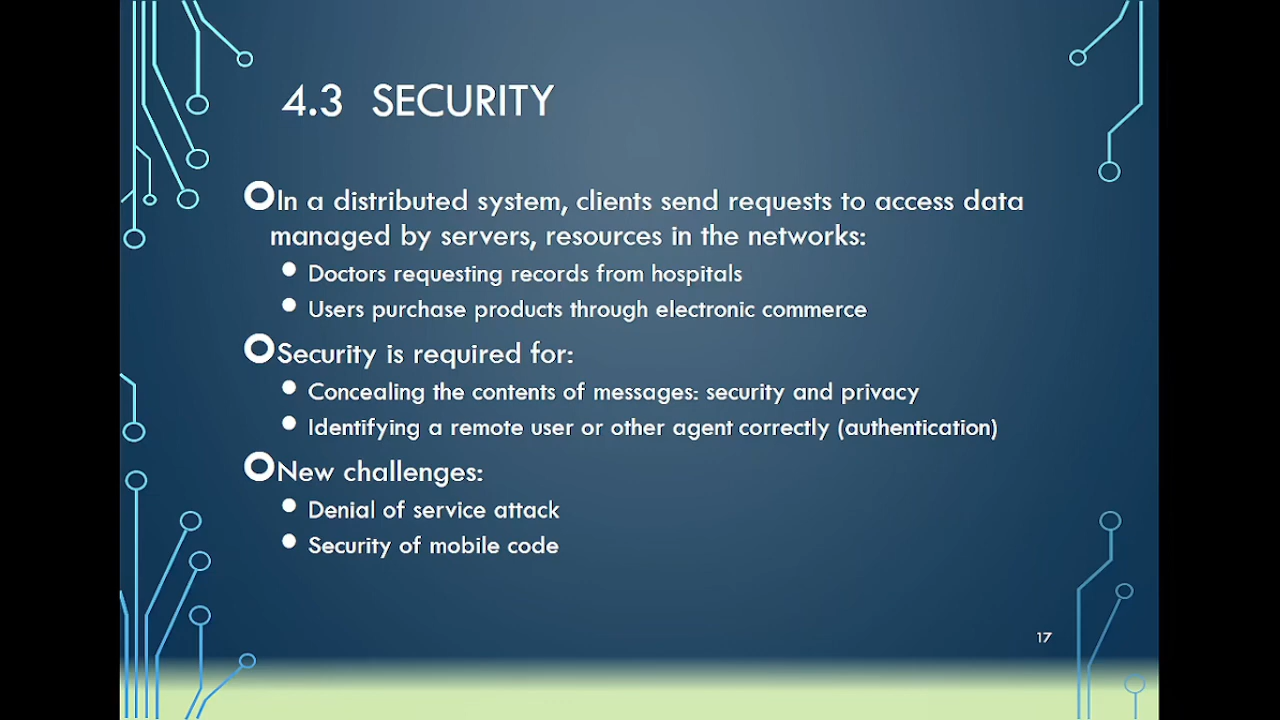 4.3 SECURITY
In a distributed system, clients send requests to access data
managed by servers, resources in the networks:
Doctors requesting records from hospitals
Users purchase products through electronic commerce
Security is required for:
Concealing the contents of messages: security and privacy
Identifying a remote user or other agent correctly (authentication)
New challenges:
Denial of service attack
Security of mobile code
17